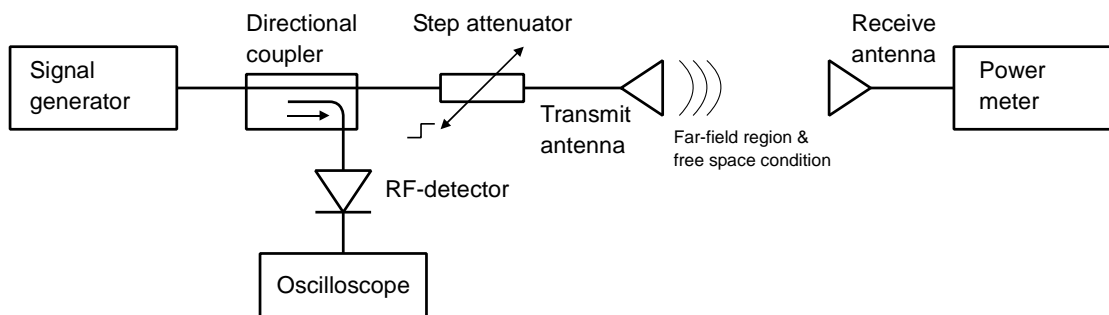 Signal
generator
Directional
coupler
Step attenuator
Transmit
antenna
Far-field region &
free space condition
Receive
antenna
Power
meter
RF-detector
Oscilloscope